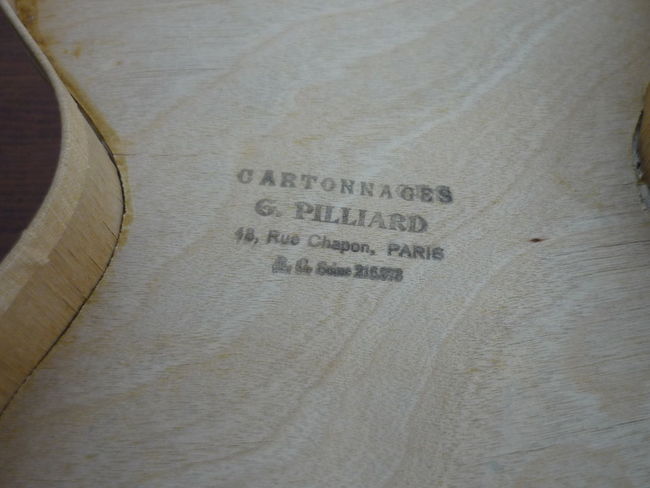 CARTONNAGES
G. PILLIARD
48, Rue Chapon, PARIS
R. C. Seine